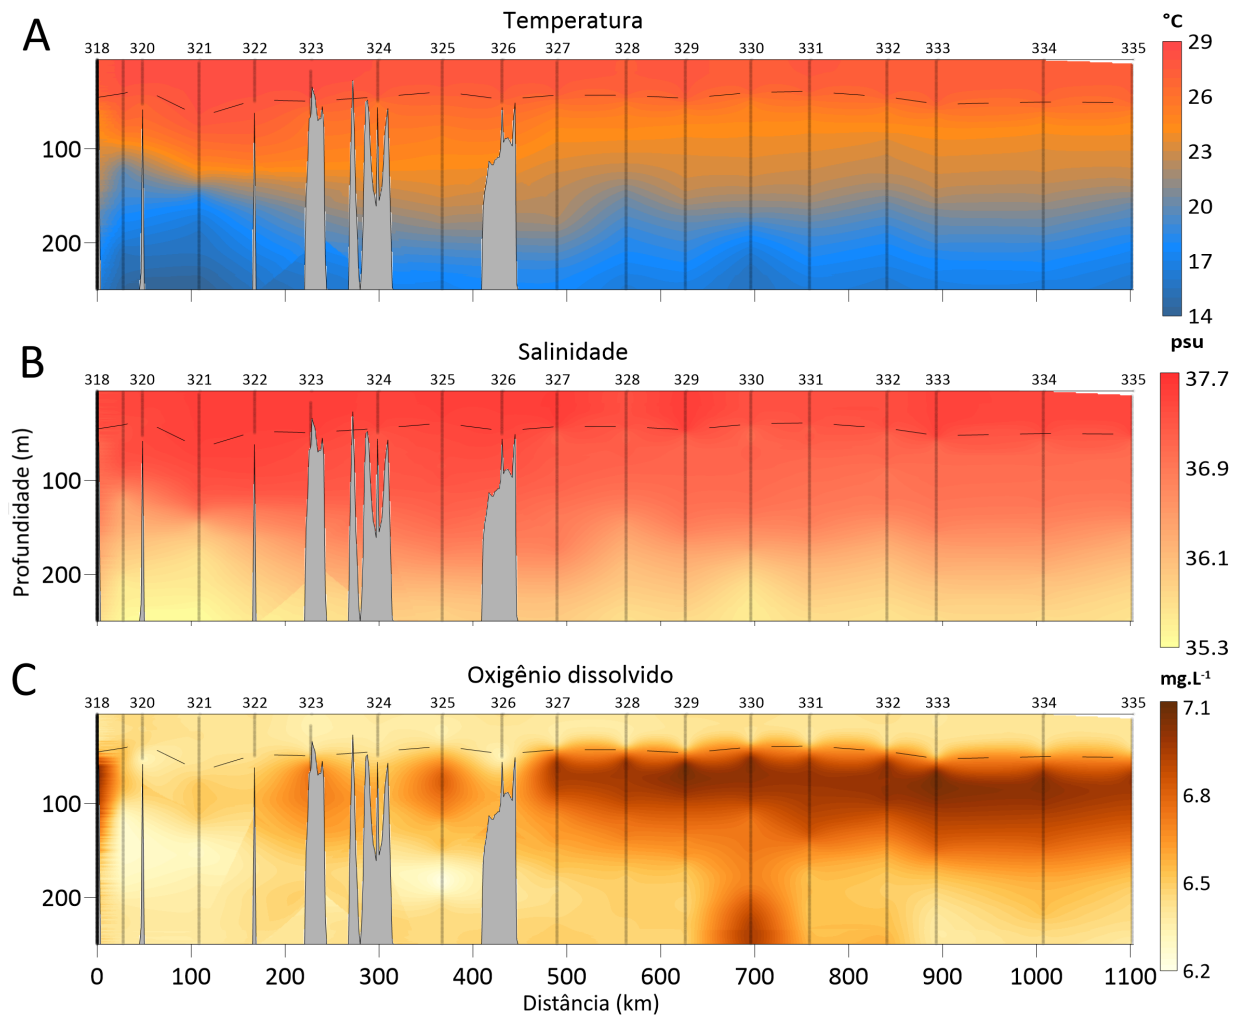 A
Temperatura
°C
318 320 321 322 323 324 325 326 327 328 329 330 331 332 333 334 335
29
26
23
20
17
14
100
200
B
Salinidade
psu
318 320 321 322 323 324 325 326 327 328 329 330 331 332 333 334 335
37.7
36.9
36.1
35.3
100
200
Profundidade (m)
C
Oxigênio dissolvido
mg.L-1
318 320 321 322 323 324 325 326 327 328 329 330 331 332 333 334 335
7.1
6.8
6.5
6.2
100
200
0 100 200 300 400 500 600 700 800 900 1000 1100
Distância (km)